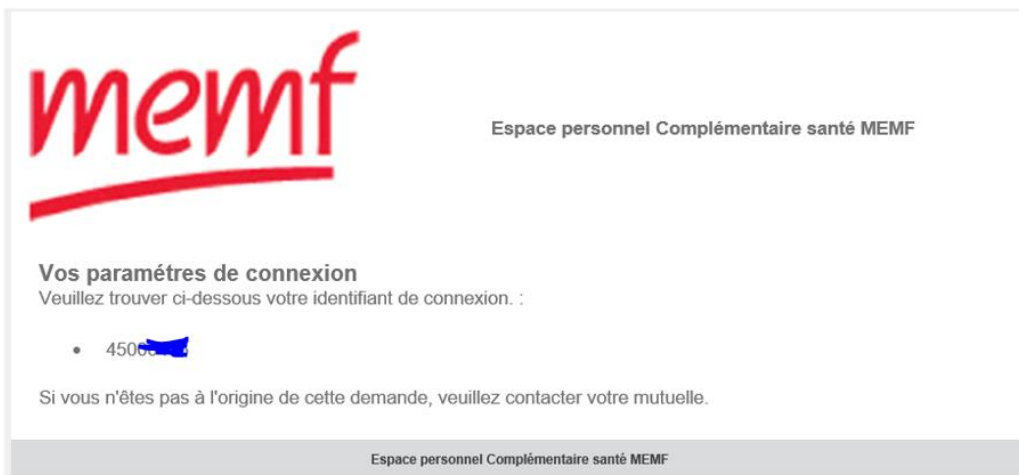 memf
Espace personnel Complémentaire santé MEMF
Vos paramétres de connexion
Veuillez trouver ci-dessous votre identifiant de connexion. :
• 450
Si vous n'êtes pas à l'origine de cette demande, veuillez contacter votre mutuelle.
Espace personnel Complémentaire santé MEMF